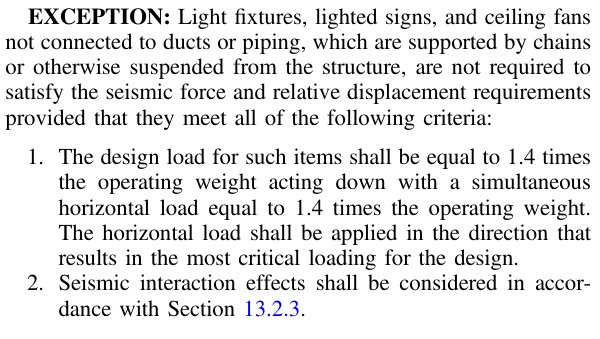 EXCEPTION: Light fixtures, lighted signs, and ceiling fans
not connected to ducts or piping, which are supported by chains
or otherwise suspended from the structure, are not required to
satisfy the seismic force and relative displacement requirements
provided that they meet all of the following criteria:
1. The design load for such items shall be equal to 1.4 times
the operating weight acting down with a simultaneous
horizontal load equal to 1.4 times the operating weight.
The horizontal load shall be applied in the direction that
results in the most critical loading for the design.
2. Seismic interaction effects shall be considered in accor-
dance with Section 13.2.3.